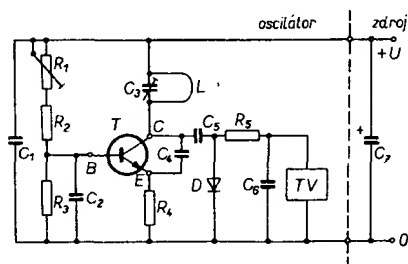 oscilátor zdroj
+U
R1
C3 L
R2
T C C5 R5
C1 B C4 + C7
E
R3 C2 R4 D C6 TV
0